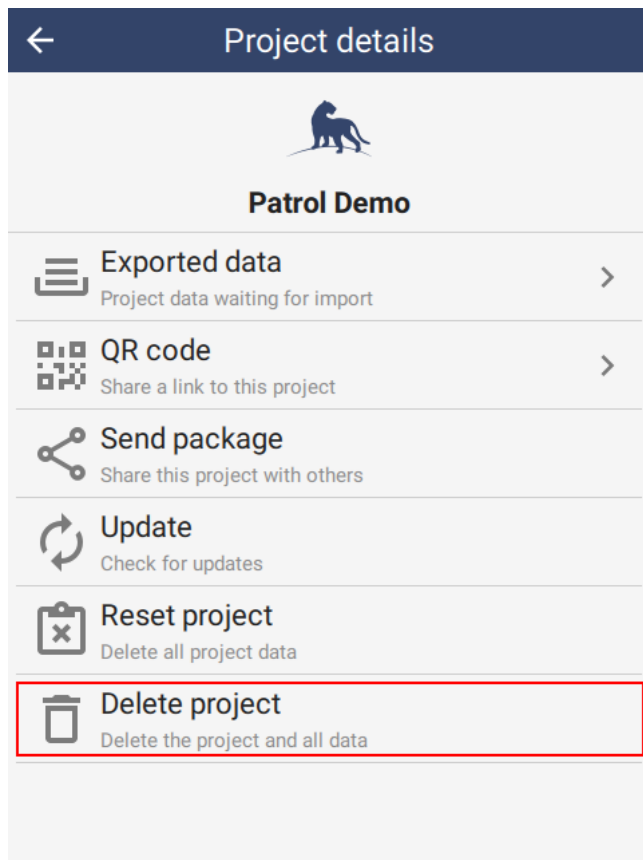 Project details
Patrol Demo
Exported data
Project data waiting for import
QR code
Share a link to this project
Send package
Share this project with others
Update
Check for updates
Reset project
Delete all project data
Delete project
Delete the project and all data